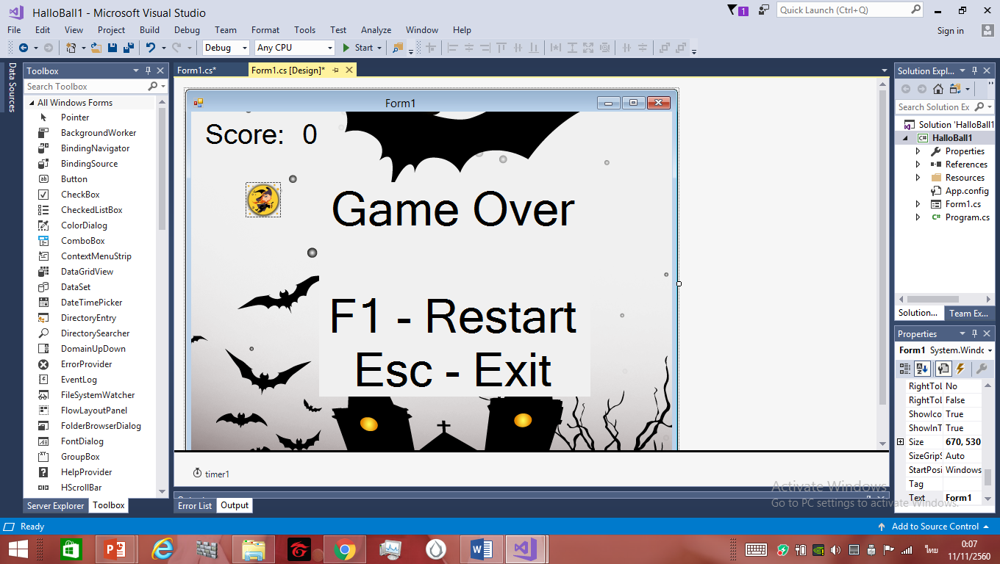 HalloBall1 - Microsoft Visual Studio
1
Quick Launch (Ctrl+Q)
File Edit View Project Build Debug Team Format Tools Test Analyze Window Help
Sign in
Debug Any CPU Start
Data Sources
Toolbox
Search Toolbox
All Windows Forms
Pointer
BackgroundWorker
BindingNavigator
BindingSource
Button
CheckBox
CheckedListBox
ColorDialog
ComboBox
ContextMenuStrip
DataGridView
DataSet
DateTimePicker
DirectoryEntry
DirectorySearcher
DomainUpDown
ErrorProvider
EventLog
FileSystemWatcher
FlowLayoutPanel
FolderBrowserDialog
FontDialog
GroupBox
HelpProvider
HScrollBar
Server Explorer Toolbox
Form1.cs* Form1.cs [Design]*
Form1
Score: 0
Game Over
F1 - Restart
Esc - Exit
timer1
Error List Output
Solution Expl...
Search Solution Ex
Solution 'HalloBall1
C# HalloBall1
Properties
References
Resources
App.config
Form1.cs
C# Program.cs
Solution... Team Ex...
Properties
Form1 System.Windc
RightToL No
RightToL False
ShowIco True
ShowInT True
Size 670, 530
SizeGripS Auto
StartPosi Windows
Tag
Text Form1
Activate Windows
Go to PC settings to activate Windows.
Ready
Add to Source Control
ไทย
0:07
11/11/2560